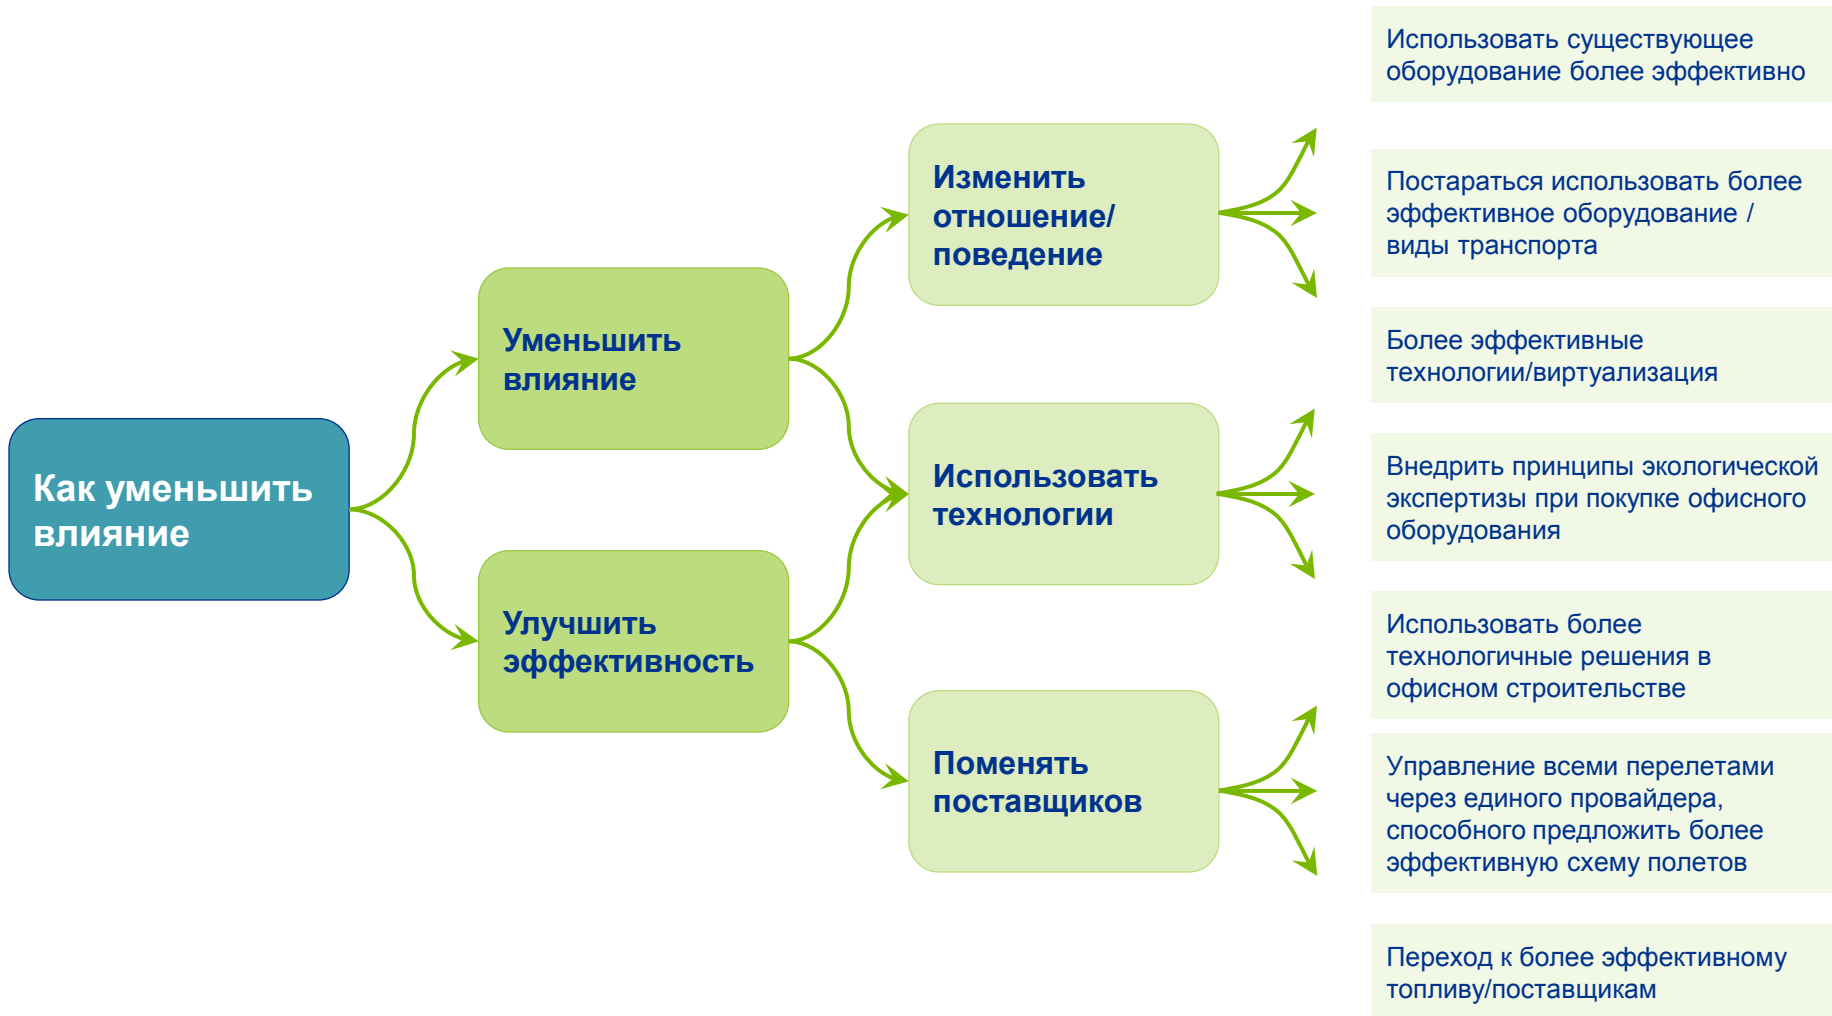 Как уменьшить
влияние
Уменьшить
влияние
Улучшить
эффективность
Изменить
отношение/
поведение
Использовать
технологии
Поменять
поставщиков
Использовать существующее
оборудование более эффективно
Постараться использовать более
эффективное оборудование /
виды транспорта
Более эффективные
технологии/виртуализация
Внедрить принципы экологической
экспертизы при покупке офисного
оборудования
Использовать более
технологичные решения в
офисном строительстве
Управление всеми перелетами
через единого провайдера,
способного предложить более
эффективную схему полетов
Переход к более эффективному
топливу/поставщикам